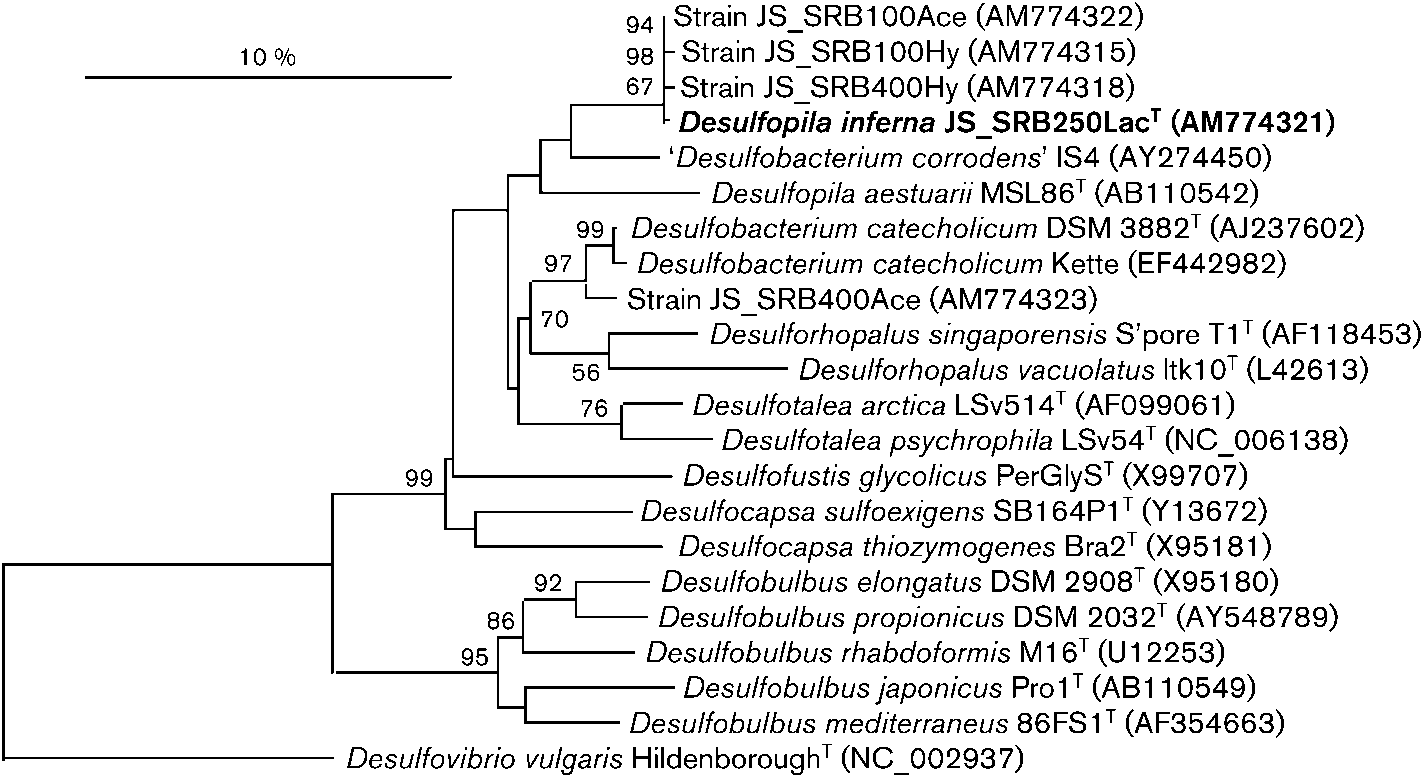 94 Strain JS_SRB100Ace (AM774322)
10 %
98 Strain JS_SRB100Hy (AM774315)
67 Strain JS_SRB400Hy (AM774318)
Desulfopila inferna JS_SRB250Lacᵀ (AM774321)
‘Desulfobacterium corrodens’ IS4 (AY274450)
Desulfopila aestuarii MSL86ᵀ (AB110542)
99 Desulfobacterium catecholicum DSM 3882ᵀ (AJ237602)
97 Desulfobacterium catecholicum Kette (EF442982)
Strain JS_SRB400Ace (AM774323)
70
Desulforhopalus singaporensis S’pore T1ᵀ (AF118453)
56 Desulforhopalus vacuolatus ltk10ᵀ (L42613)
76 Desulfotalea arctica LSv514ᵀ (AF099061)
Desulfotalea psychrophila LSv54ᵀ (NC_006138)
99 Desulfofustis glycolicus PerGlySᵀ (X99707)
Desulfocapsa sulfoexigens SB164P1ᵀ (Y13672)
Desulfocapsa thiozymogenes Bra2ᵀ (X95181)
92 Desulfobulbus elongatus DSM 2908ᵀ (X95180)
Desulfobulbus propionicus DSM 2032ᵀ (AY548789)
86
Desulfobulbus rhabdoformis M16ᵀ (U12253)
95
Desulfobulbus japonicus Pro1ᵀ (AB110549)
Desulfobulbus mediterraneus 86FS1ᵀ (AF354663)
Desulfovibrio vulgaris Hildenboroughᵀ (NC_002937)